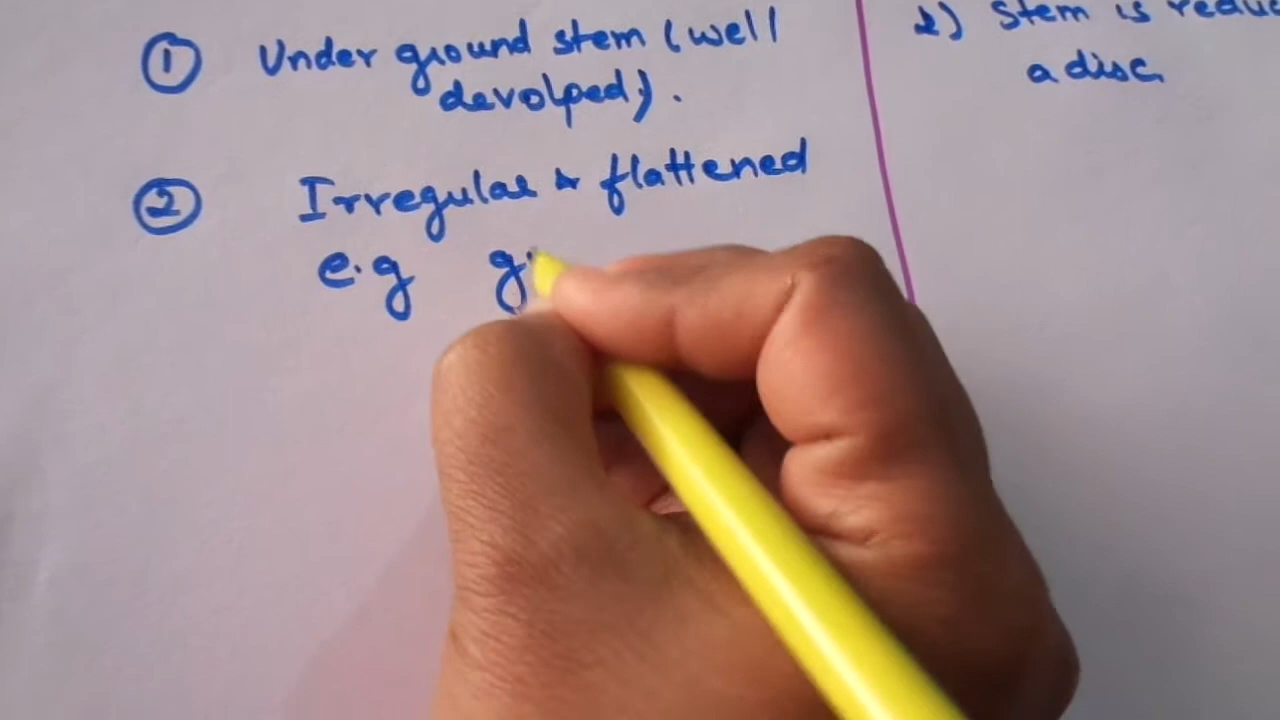 ① Under ground stem (well
devolped).
② Irregular & flattened
e.g g
2) Stem is redu
a disc